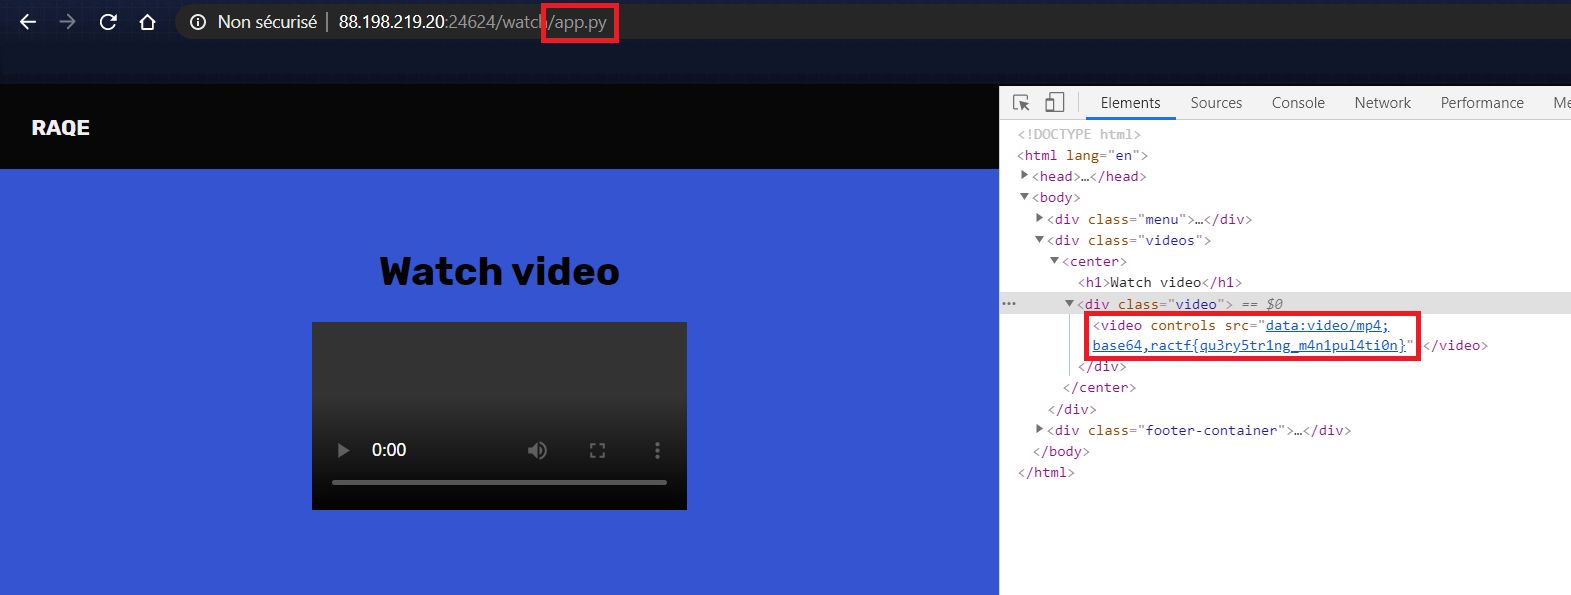 Non sécurisé | 88.198.219.20:24624/watch/app.py
RAQE
Watch video
0:00
Elements Sources Console Network Performance Me
<!DOCTYPE html>
<html lang="en">
<head>…</head>
<body>
<div class="menu">…</div>
<div class="videos">
<center>
<h1>Watch video</h1>
<div class="video"> == $0
<video controls src="data:video/mp4;
base64,ractf{qu3ry5tr1ng_m4n1pul4ti0n}" </video>
</div>
</center>
</div>
<div class="footer-container">…</div>
</body>
</html>